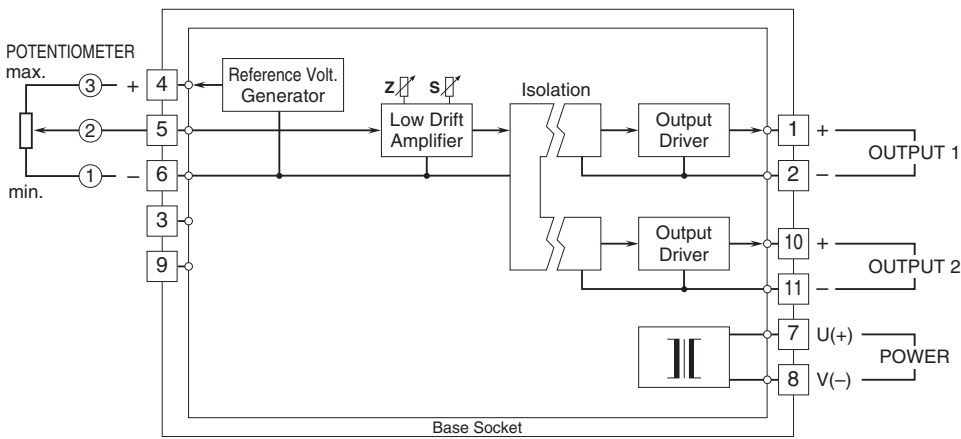 POTENTIOMETER
max.
3 + 4
2 5
1 – 6
min.
3
9
Reference Volt.
Generator
Z S
Low Drift
Amplifier
Isolation
Output
Driver
1 +
2 –
OUTPUT 1
Output
Driver
10 +
11 –
OUTPUT 2
7 U(+)
8 V(–)
POWER
Base Socket